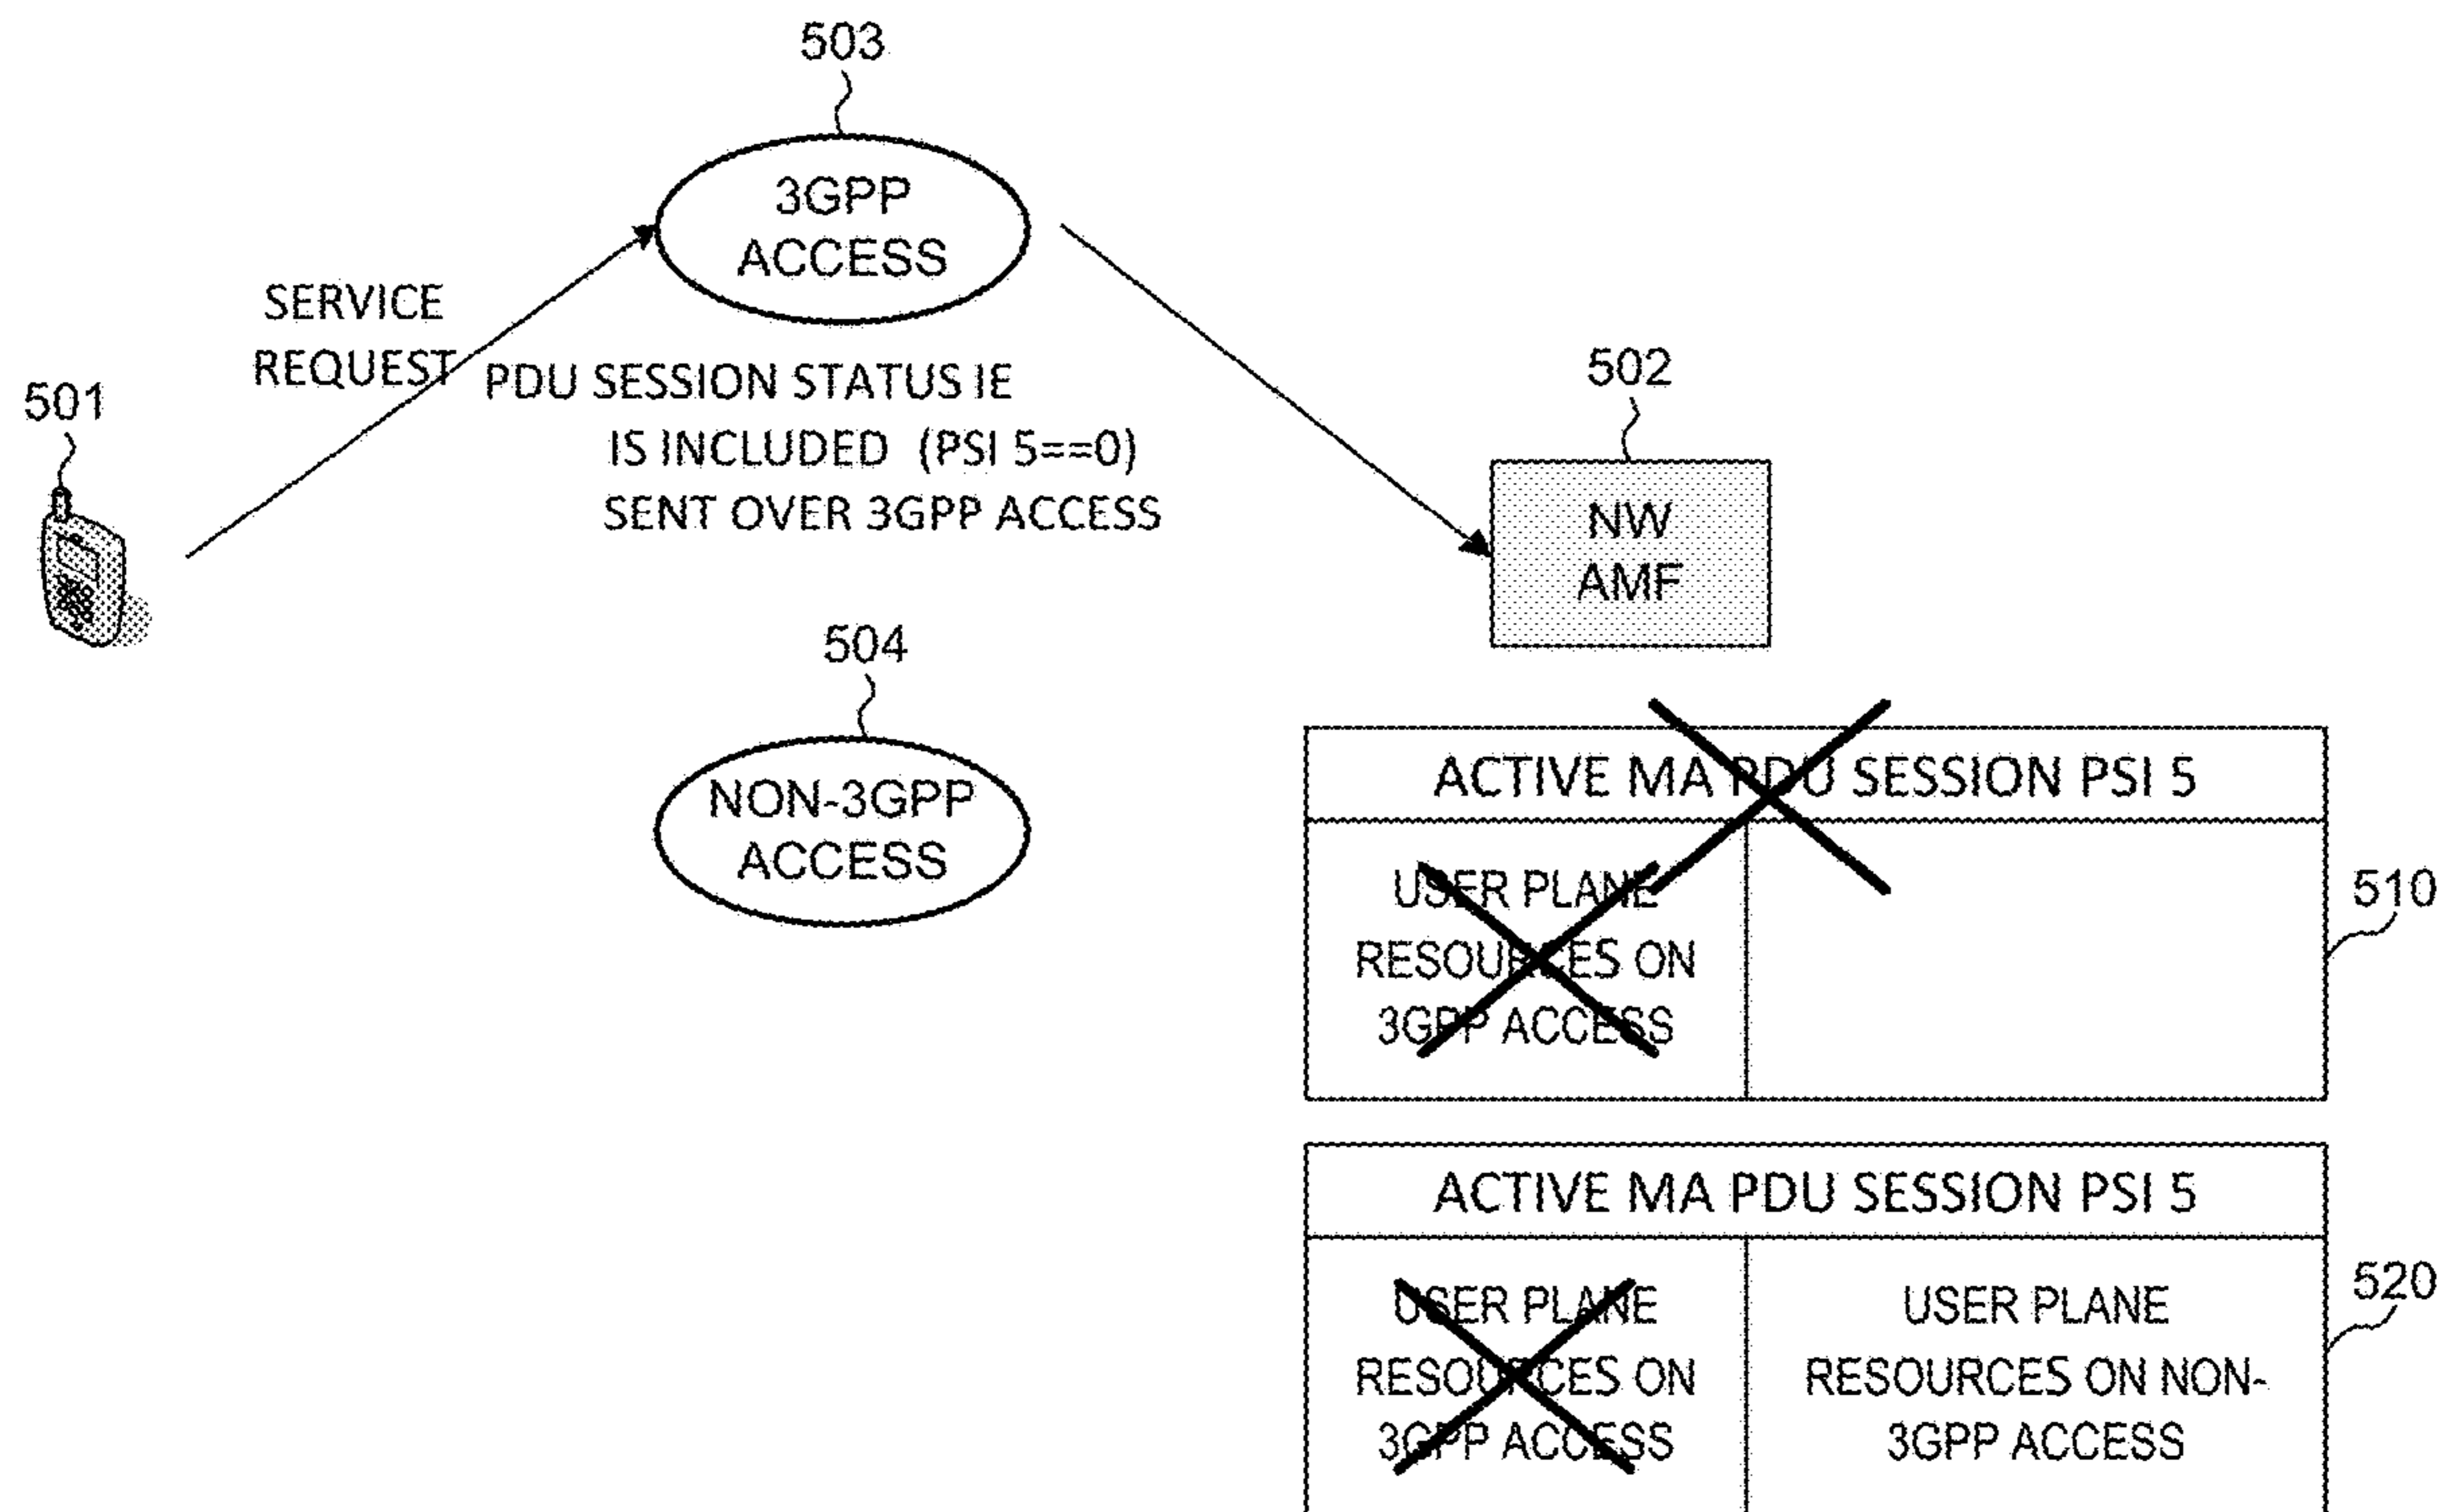 503
3GPP
ACCESS
SERVICE
REQUEST
PDU SESSION STATUS IE
IS INCLUDED (PSI 5==0)
SENT OVER 3GPP ACCESS
501
502
NW
AMF
504
NON-3GPP
ACCESS
ACTIVE MA PDU SESSION PSI 5
USER PLANE
RESOURCES ON
3GPP ACCESS
510
ACTIVE MA PDU SESSION PSI 5
USER PLANE
RESOURCES ON
3GPP ACCESS
USER PLANE
RESOURCES ON NON-
3GPP ACCESS
520